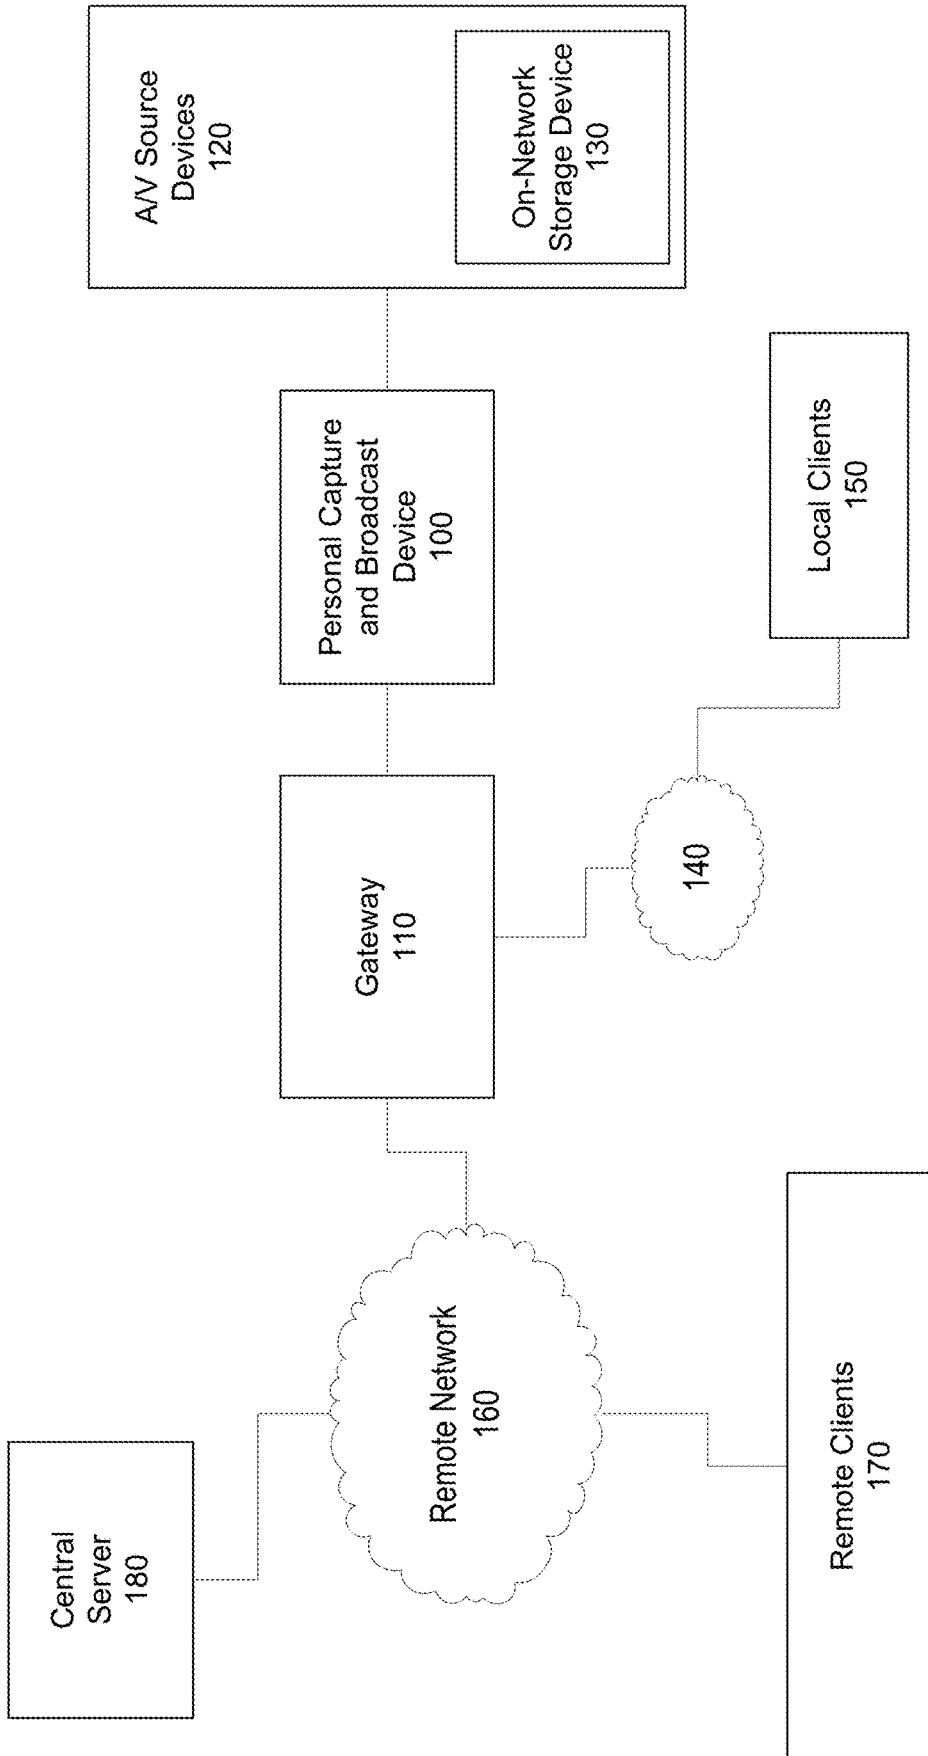 Central
Server
180
Remote Network
160
Remote Clients
170
Gateway
110
140
Personal Capture
and Broadcast
Device
100
Local Clients
150
A/V Source
Devices
120
On-Network
Storage Device
130